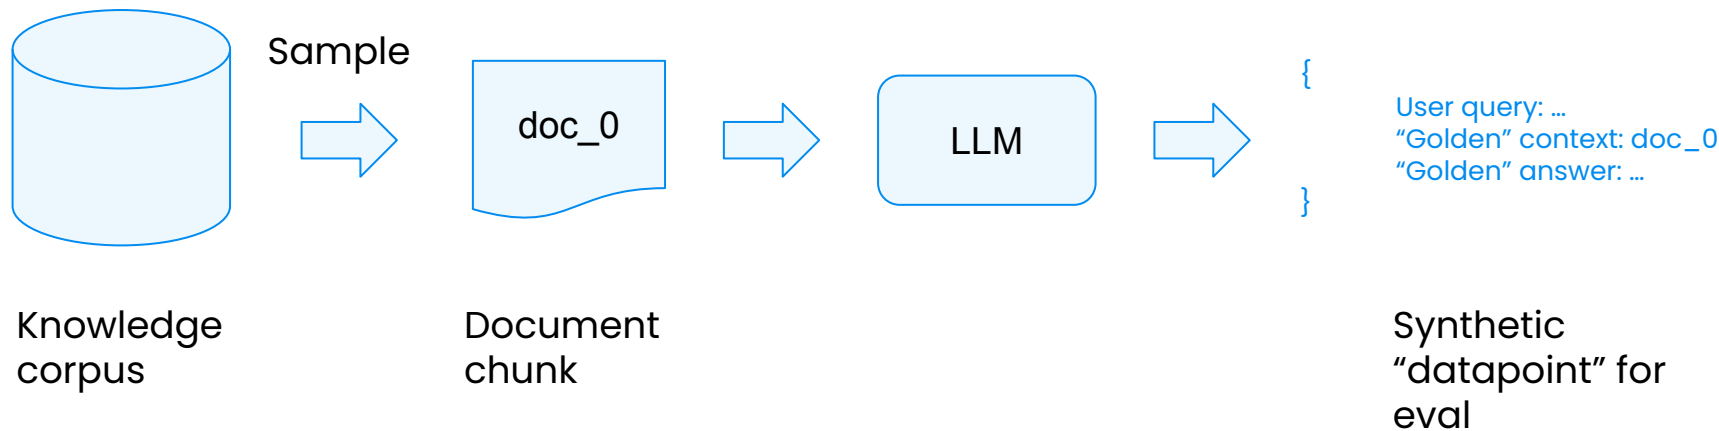 Sample
doc_0
LLM
{
User query: ...
“Golden” context: doc_0
“Golden” answer: ...
}
Knowledge
corpus
Document
chunk
Synthetic
“datapoint” for
eval